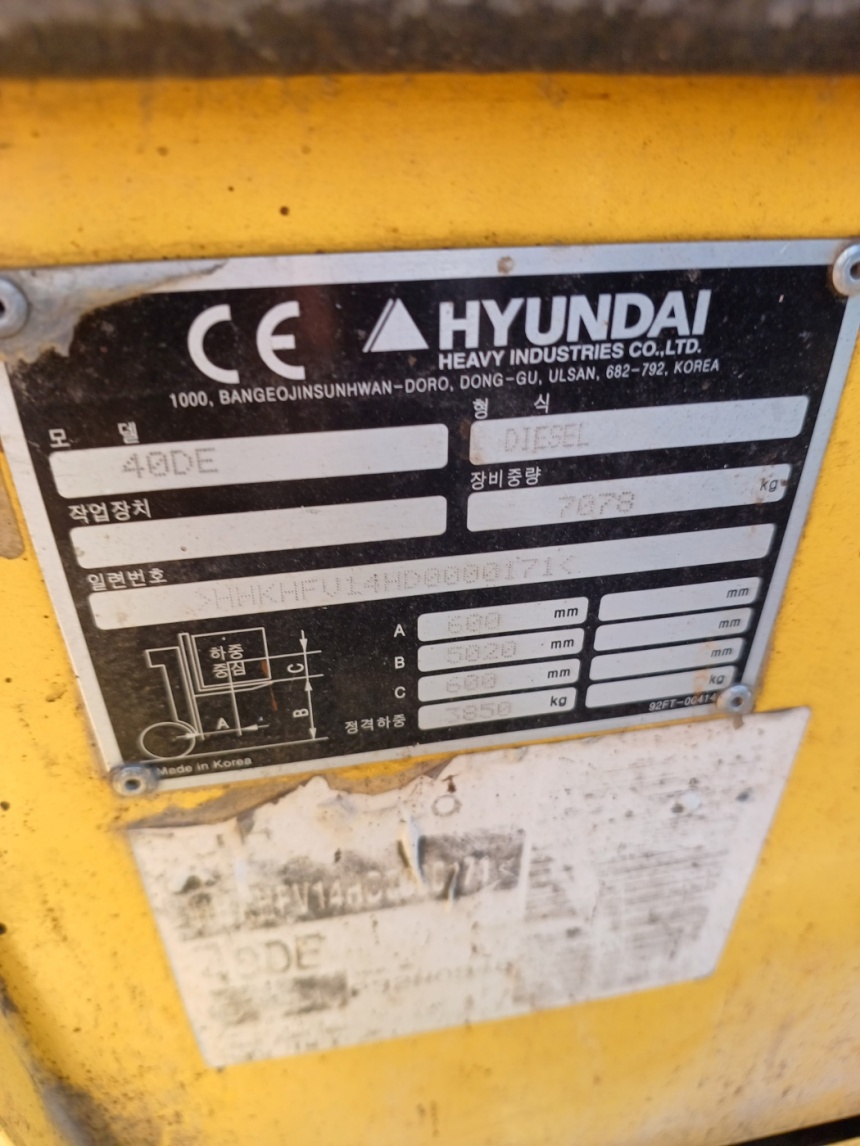 CE HYUNDAI
HEAVY INDUSTRIES CO.,LTD.
1000, BANGEOJINSUNHWAN-DORO, DONG-GU, ULSAN, 682-792, KOREA
모 델 형 식
40DE DIESEL
작업장치 장비중량
7078 kg
일련번호
>HHKHFV14HD0000171<
하중
중심
A B C
A 600 mm mm
B 5020 mm mm
C 600 mm mm
정격하중 3850 kg kg
92FT-06414
Made in Korea
40DE